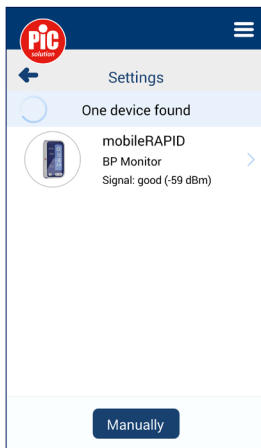 PiC
solution
Settings
One device found
mobileRAPID
BP Monitor
Signal: good (-59 dBm)
Manually